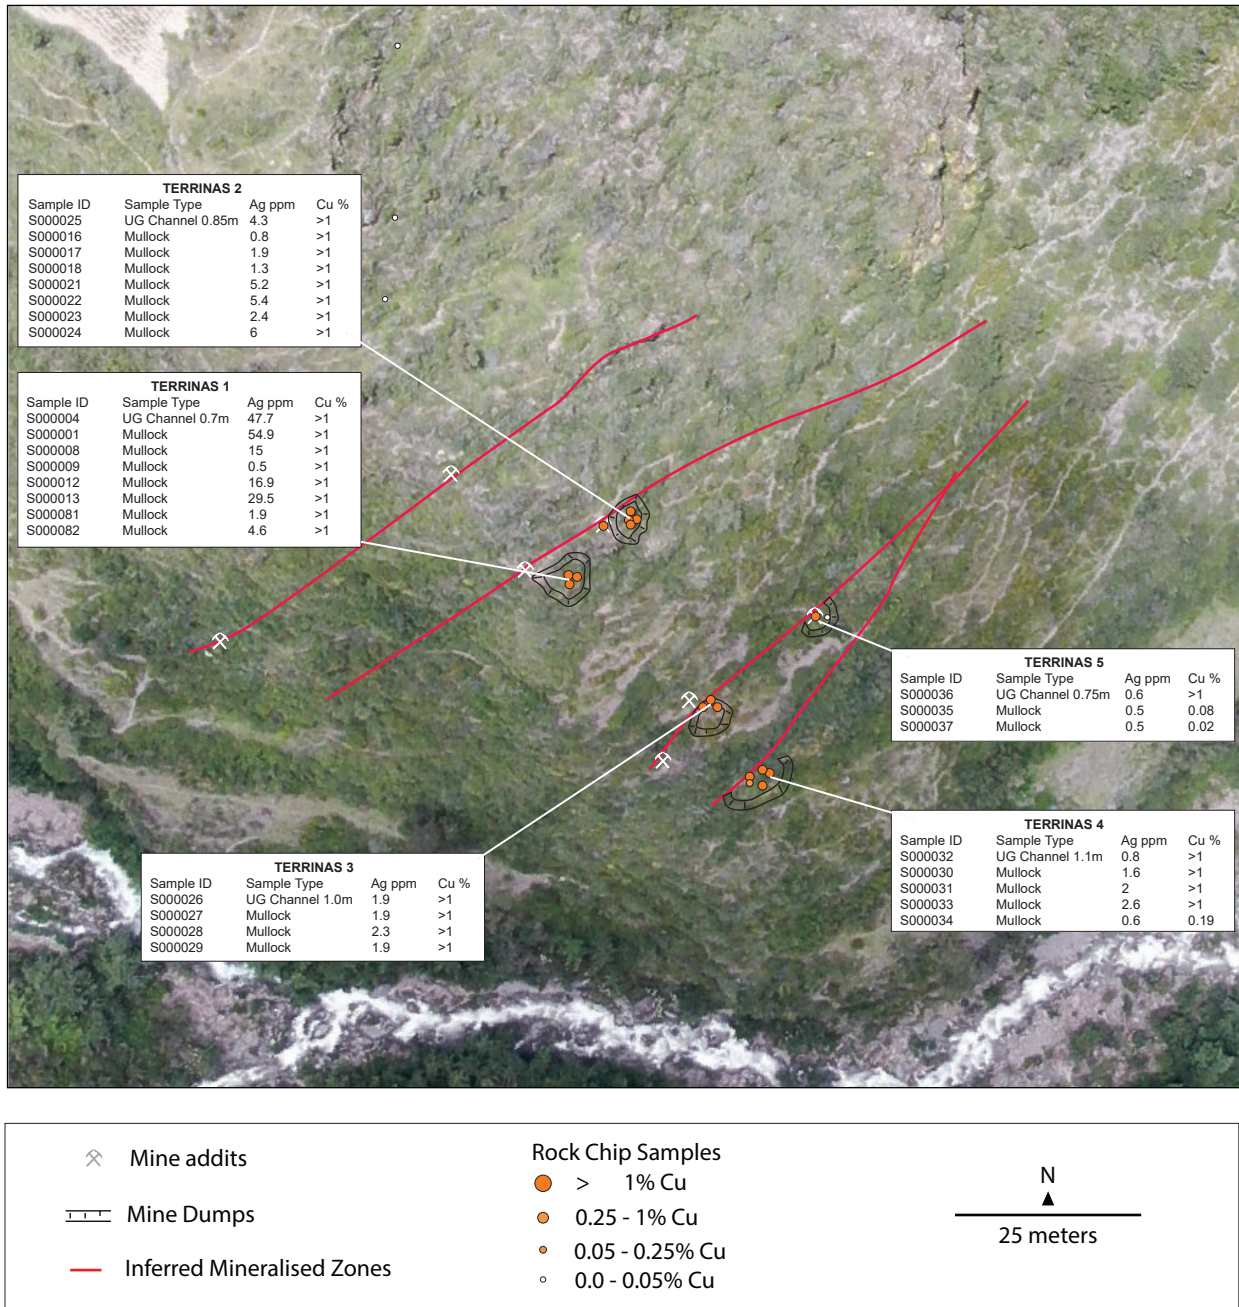 TERRINAS 2
Sample ID Sample Type Ag ppm Cu %
S000025 UG Channel 0.85m 4.3 >1
S000016 Mullock 0.8 >1
S000017 Mullock 1.9 >1
S000018 Mullock 1.3 >1
S000021 Mullock 5.2 >1
S000022 Mullock 5.4 >1
S000023 Mullock 2.4 >1
S000024 Mullock 6 >1
TERRINAS 1
Sample ID Sample Type Ag ppm Cu %
S000004 UG Channel 0.7m 47.7 >1
S000001 Mullock 54.9 >1
S000008 Mullock 15 >1
S000009 Mullock 0.5 >1
S000012 Mullock 16.9 >1
S000013 Mullock 29.5 >1
S000081 Mullock 1.9 >1
S000082 Mullock 4.6 >1
TERRINAS 5
Sample ID Sample Type Ag ppm Cu %
S000036 UG Channel 0.75m 0.6 >1
S000035 Mullock 0.5 0.08
S000037 Mullock 0.5 0.02
TERRINAS 4
Sample ID Sample Type Ag ppm Cu %
S000032 UG Channel 1.1m 0.8 >1
S000030 Mullock 1.6 >1
S000031 Mullock 2 >1
S000033 Mullock 2.6 >1
S000034 Mullock 0.6 0.19
TERRINAS 3
Sample ID Sample Type Ag ppm Cu %
S000026 UG Channel 1.0m 1.9 >1
S000027 Mullock 1.9 >1
S000028 Mullock 2.3 >1
S000029 Mullock 1.9 >1
Mine addits
Mine Dumps
Inferred Mineralised Zones
Rock Chip Samples
> 1% Cu
0.25 - 1% Cu
0.05 - 0.25% Cu
0.0 - 0.05% Cu
N
25 meters